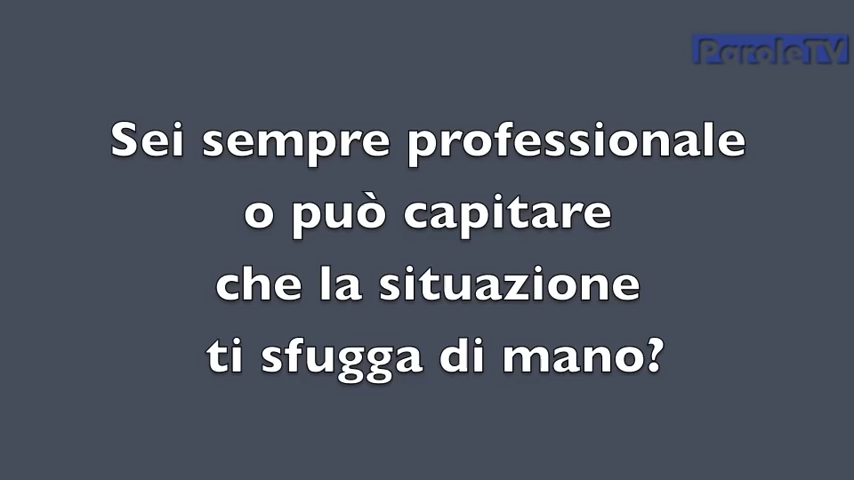 ParoleTV
Sei sempre professionale
o può capitare
che la situazione
ti sfugga di mano?